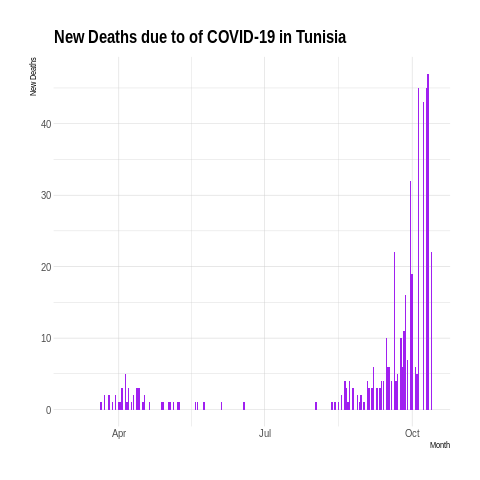 New Deaths due to of COVID-19 in Tunisia
New Deaths
40
30
20
10
0
Apr
Jul
Oct
Month